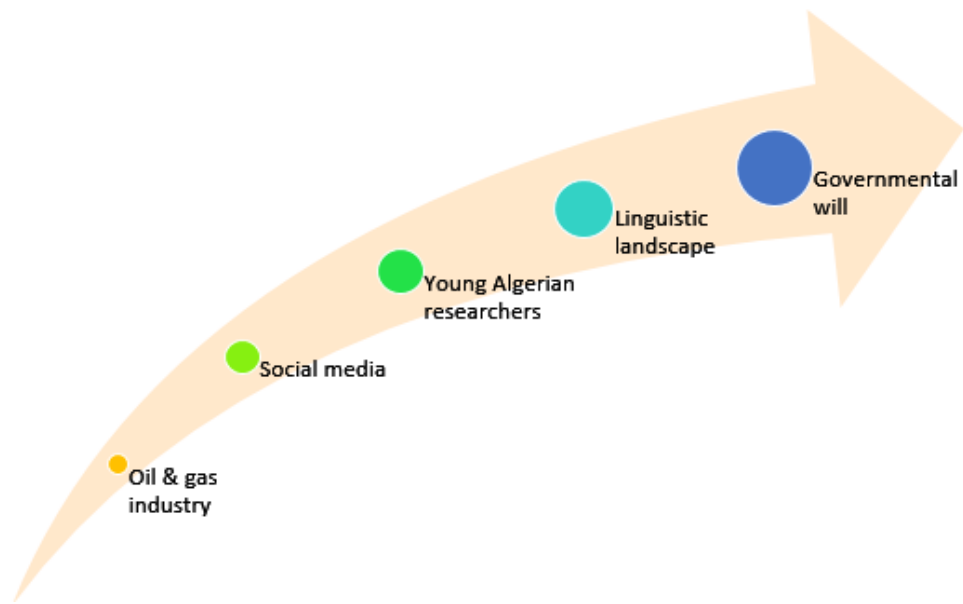 Governmental
will
Linguistic
landscape
Young Algerian
researchers
Social media
Oil & gas
industry